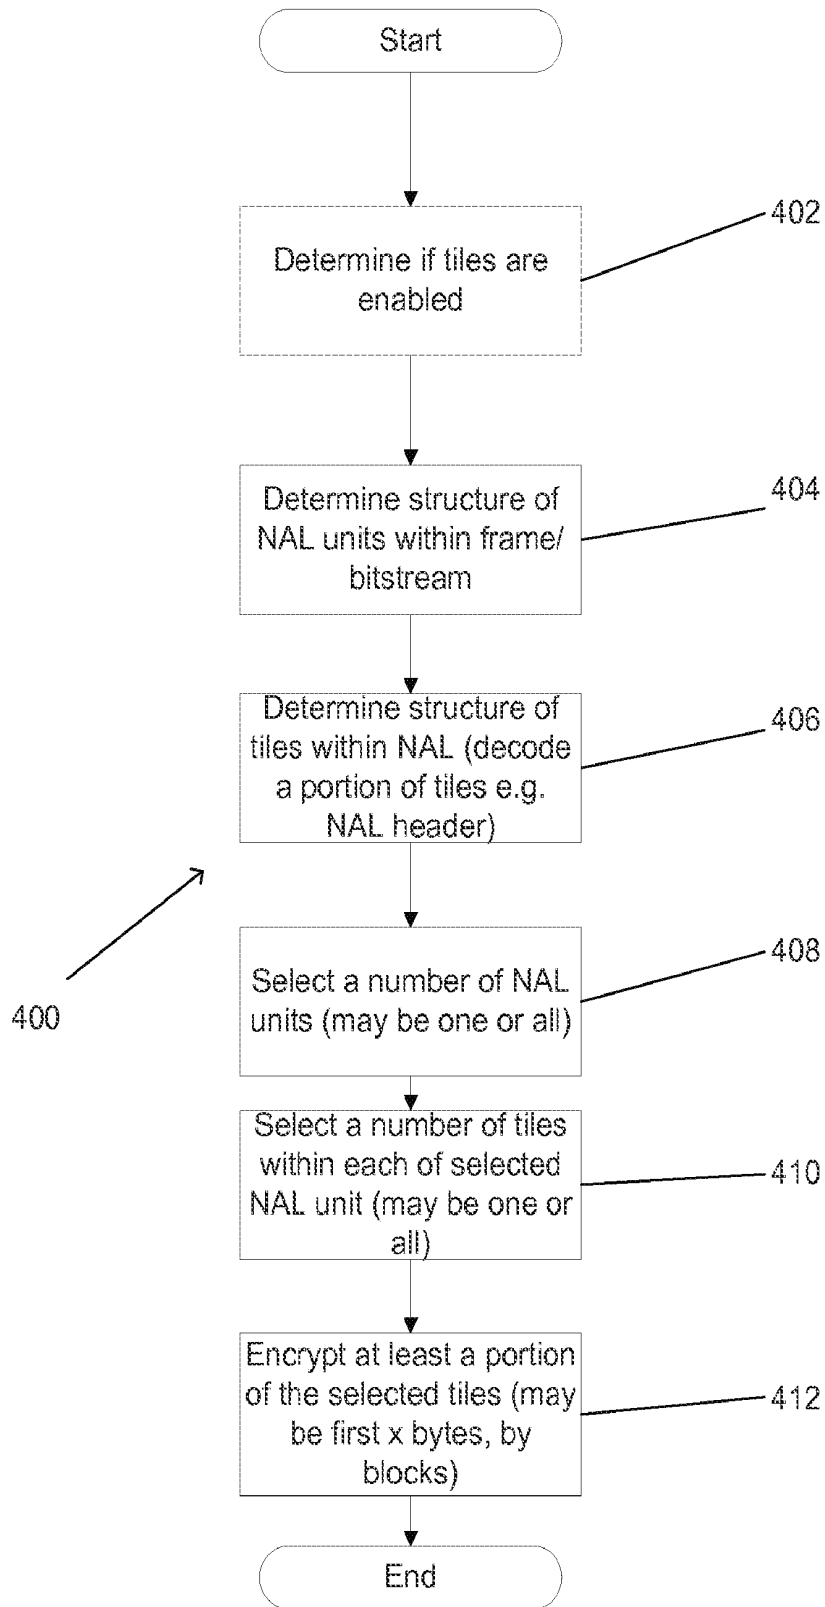 Start
402
Determine if tiles are
enabled
404
Determine structure of
NAL units within frame/
bitstream
406
Determine structure of
tiles within NAL (decode
a portion of tiles e.g.
NAL header)
408
Select a number of NAL
units (may be one or all)
400
Select a number of tiles
within each of selected
NAL unit (may be one or
all)
410
Encrypt at least a portion
of the selected tiles (may
be first x bytes, by
blocks)
412
End